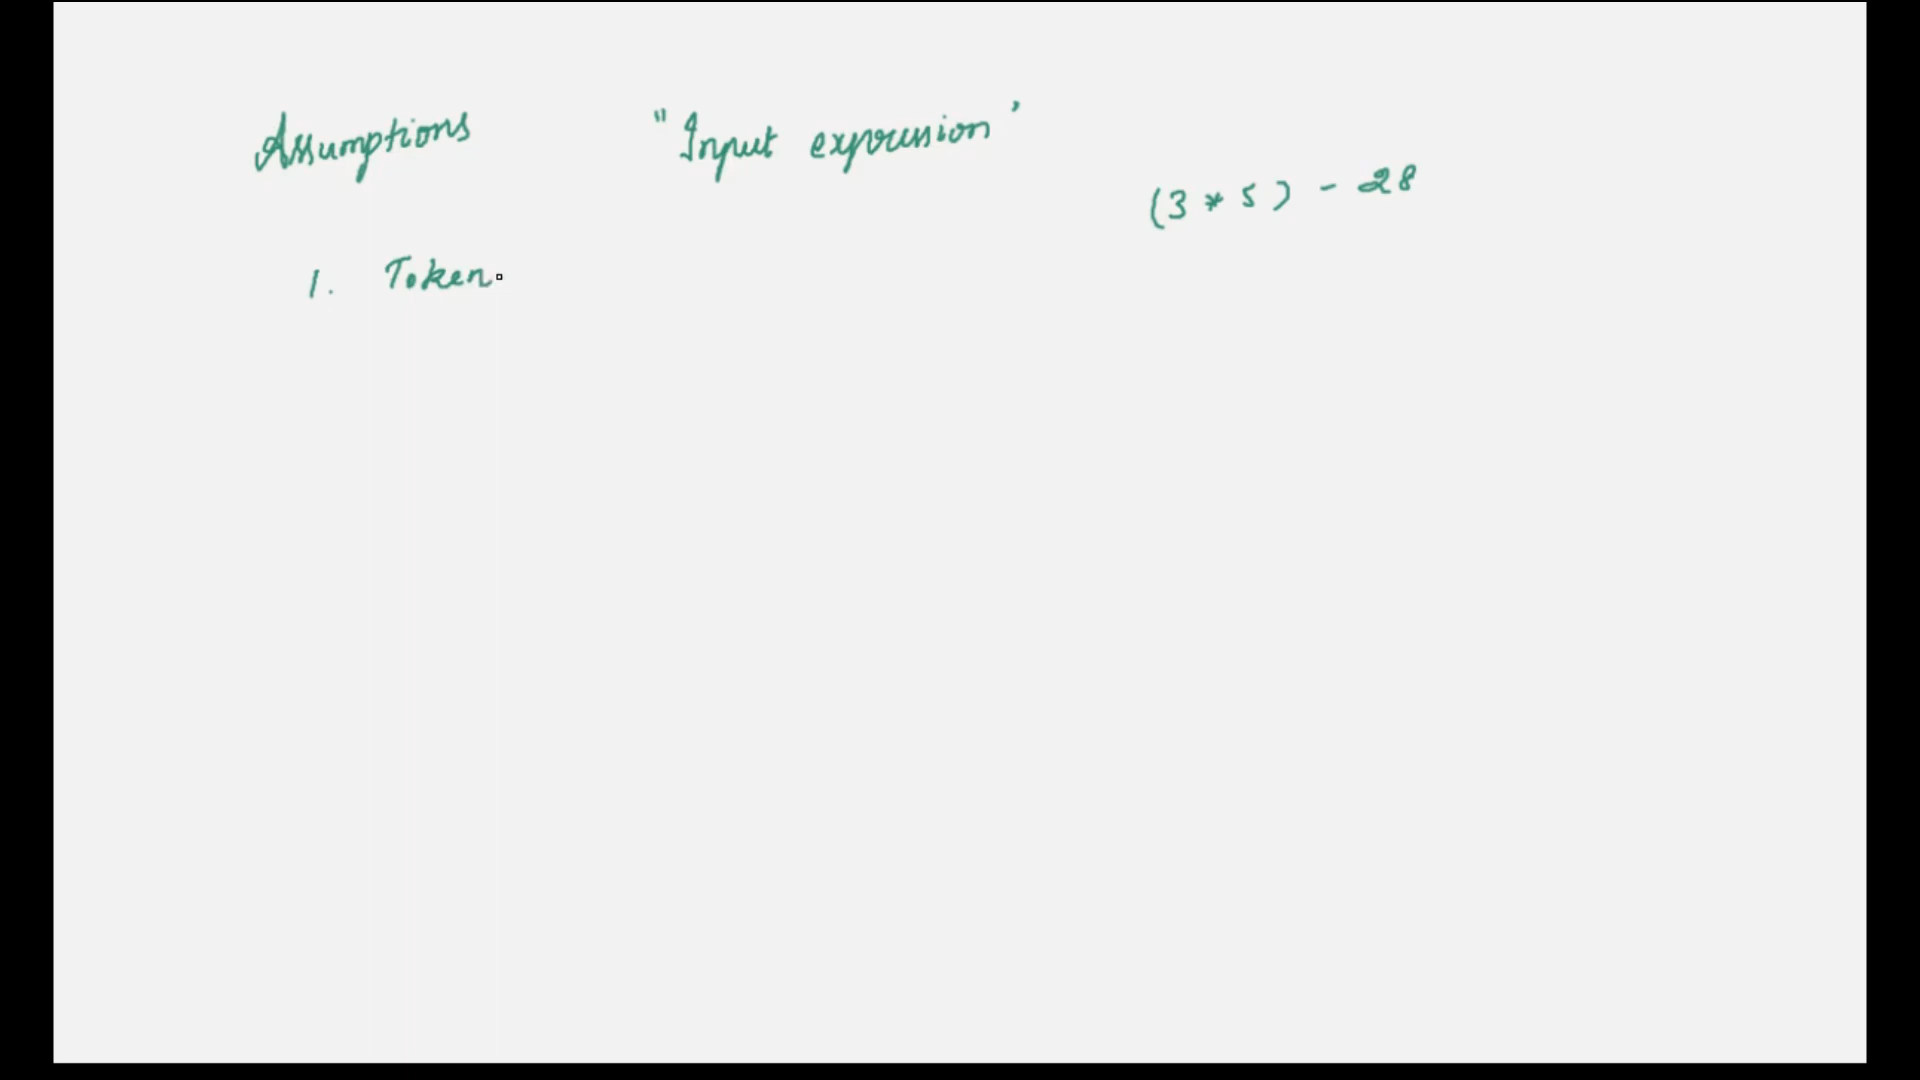 Assumptions "Input expression'
(3 * 5) - 28
1. Token